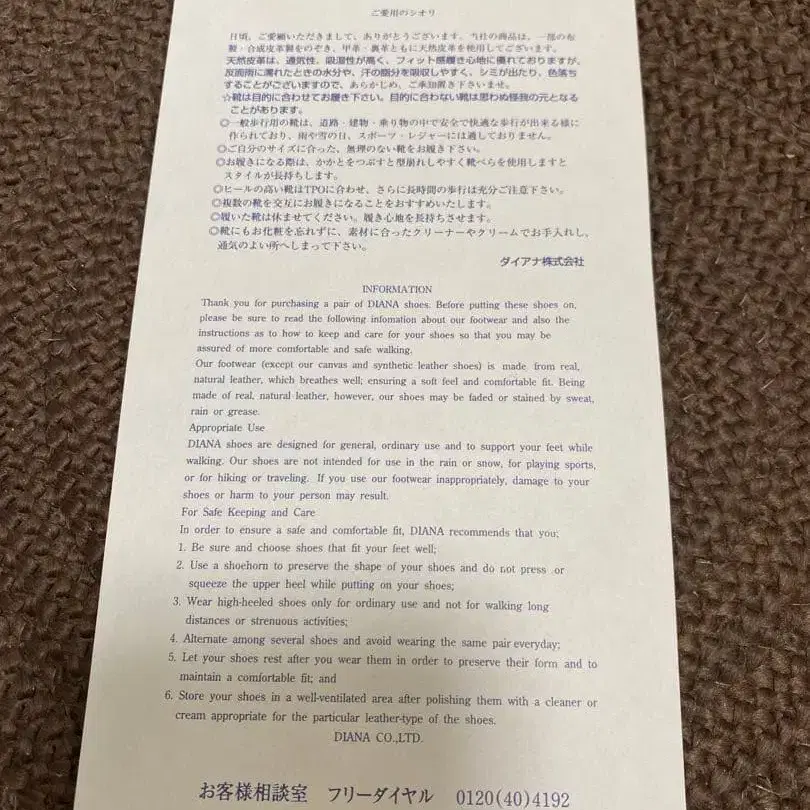 ご愛用のシオリ
日頃、ご愛顧いただきまして、ありがとうございます。当社の商品は、一部の布
製・合成皮革製をのぞき、甲革・裏革ともに天然皮革を使用してございます。
天然皮革は、通気性、吸湿性が高く、フィット感履き心地に優れておりますが、
反面雨に濡れたときの水分や、汗の脂分を吸収しやすく、シミが出たり、色落ち
することがございますので、あらかじめ、ご承知置き下さいませ。
☆靴は目的に合わせてお履き下さい。目的に合わない靴は思わぬ怪我の元となる
ことがあります。
◎一般歩行用の靴は、道路・建物・乗り物の中で安全で快適な歩行が出来る様に
作られており、雨や雪の日、スポーツ・レジャーには適しておりません。
◎ご自分のサイズに合った、無理のない靴をお履き下さい。
◎お履きになる際は、かかとをつぶすと型崩れしやすく靴べらを使用しますと
スタイルが長持ちします。
◎ヒールの高い靴はTPOに合わせ、さらに長時間の歩行は充分ご注意下さい。
◎複数の靴を交互にお履きになることをおすすめいたします。
◎履いた靴は休ませてください。履き心地を長持ちさせます。
◎靴にもお化粧を忘れずに、素材に合ったクリーナーやクリームでお手入れし、
通気のよい所へしまって下さい。
ダイアナ株式会社
INFORMATION
Thank you for purchasing a pair of DIANA shoes. Before putting these shoes on,
please be sure to read the following infomation about our footwear and also the
instructions as to how to keep and care for your shoes so that you may be
assured of more comfortable and safe walking.
Our footwear (except our canvas and synthetic leather shoes) is made from real,
natural leather, which breathes well; ensuring a soft feel and comfortable fit. Being
made of real, natural leather, however, our shoes may be faded or stained by sweat,
rain or grease.
Appropriate Use
DIANA shoes are designed for general, ordinary use and to support your feet while
walking. Our shoes are not intended for use in the rain or snow, for playing sports,
or for hiking or traveling. If you use our footwear inappropriately, damage to your
shoes or harm to your person may result.
For Safe Keeping and Care
In order to ensure a safe and comfortable fit, DIANA recommends that you;
1. Be sure and choose shoes that fit your feet well;
2. Use a shoehorn to preserve the shape of your shoes and do not press or
squeeze the upper heel while putting on your shoes;
3. Wear high-heeled shoes only for ordinary use and not for walking long
distances or strenuous activities;
4. Alternate among several shoes and avoid wearing the same pair everyday;
5. Let your shoes rest after you wear them in order to preserve their form and to
maintain a comfortable fit; and
6. Store your shoes in a well-ventilated area after polishing them with a cleaner or
cream appropriate for the particular leather-type of the shoes.
DIANA CO.,LTD.
お客様相談室 フリーダイヤル 0120(40)4192